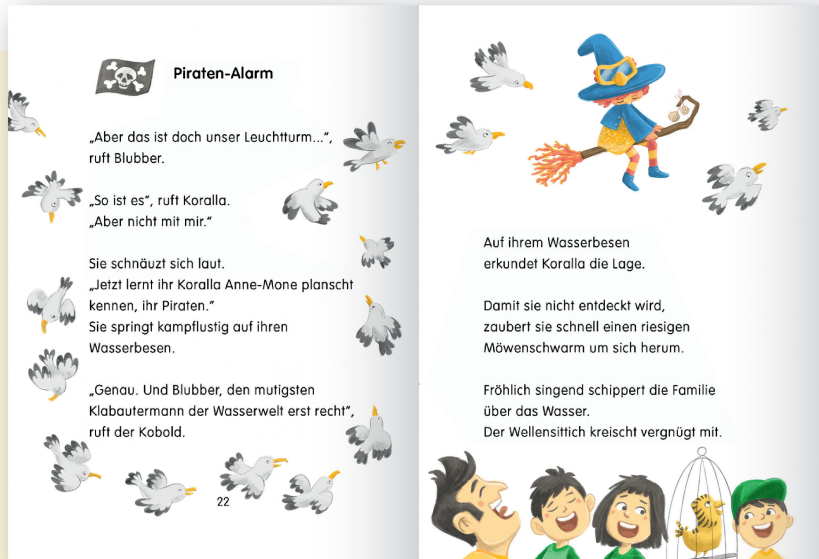 Piraten-Alarm
„Aber das ist doch unser Leuchtturm...“,
ruft Blubber.
„So ist es“, ruft Koralla.
„Aber nicht mit mir.“
Sie schnäuzt sich laut.
„Jetzt lernt ihr Koralla Anne-Mone planscht
kennen, ihr Piraten.“
Sie springt kampflustig auf ihren
Wasserbesen.
„Genau. Und Blubber, den mutigsten
Klabautermann der Wasserwelt erst recht“,
ruft der Kobold.
22
Auf ihrem Wasserbesen
erkundet Koralla die Lage.
Damit sie nicht entdeckt wird,
zaubert sie schnell einen riesigen
Möwenschwarm um sich herum.
Fröhlich singend schippert die Familie
über das Wasser.
Der Wellensittich kreischt vergnügt mit.